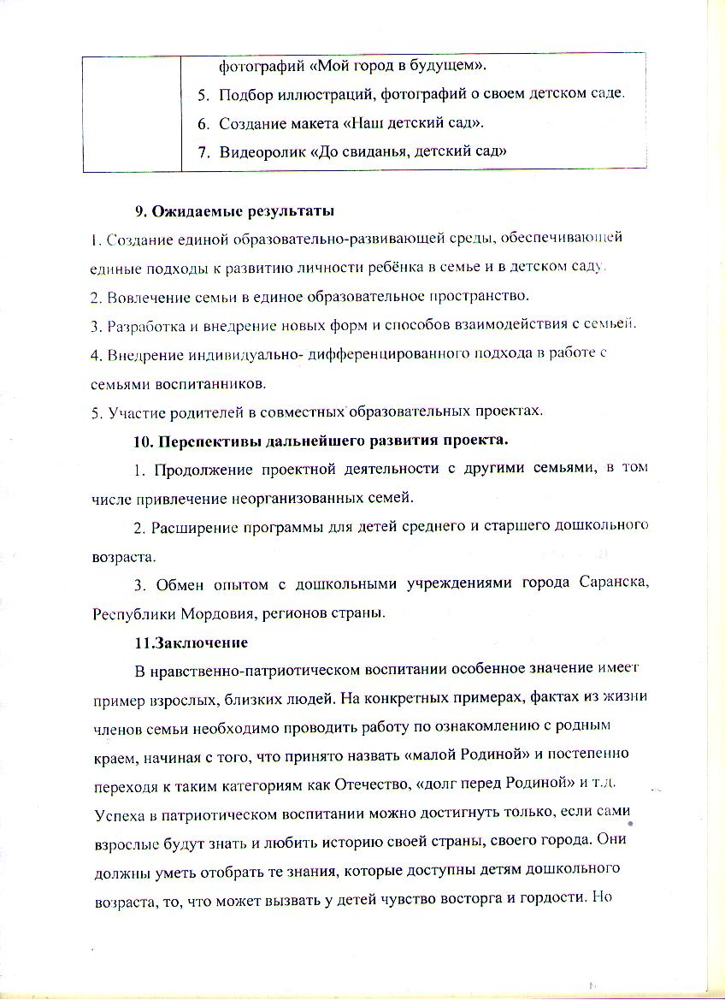 фотографий «Мой город в будущем».
5. Подбор иллюстраций, фотографий о своем детском саде.
6. Создание макета «Наш детский сад».
7. Видеоролик «До свиданья, детский сад»
9. Ожидаемые результаты
1. Создание единой образовательно-развивающей среды, обеспечивающей
единые подходы к развитию личности ребёнка в семье и в детском саду.
2. Вовлечение семьи в единое образовательное пространство.
3. Разработка и внедрение новых форм и способов взаимодействия с семьей.
4. Внедрение индивидуально- дифференцированного подхода в работе с
семьями воспитанников.
5. Участие родителей в совместных образовательных проектах.
10. Перспективы дальнейшего развития проекта.
1. Продолжение проектной деятельности с другими семьями, в том
числе привлечение неорганизованных семей.
2. Расширение программы для детей среднего и старшего дошкольного
возраста.
3. Обмен опытом с дошкольными учреждениями города Саранска,
Республики Мордовия, регионов страны.
11.Заключение
В нравственно-патриотическом воспитании особенное значение имеет
пример взрослых, близких людей. На конкретных примерах, фактах из жизни
членов семьи необходимо проводить работу по ознакомлению с родным
краем, начиная с того, что принято назвать «малой Родиной» и постепенно
переходя к таким категориям как Отечество, «долг перед Родиной» и т.д.
Успеха в патриотическом воспитании можно достигнуть только, если сами
взрослые будут знать и любить историю своей страны, своего города. Они
должны уметь отобрать те знания, которые доступны детям дошкольного
возраста, то, что может вызвать у детей чувство восторга и гордости. Но